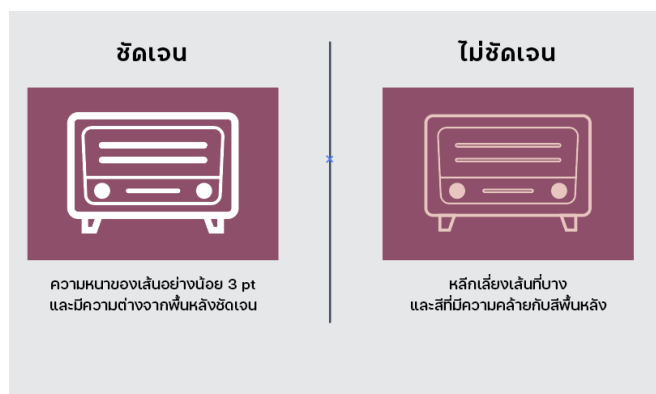 ชัดเจน
ความหนาของเส้นอย่างน้อย 3 pt
และมีความต่างจากพื้นหลังชัดเจน
ไม่ชัดเจน
หลีกเลี่ยงเส้นที่บาง
และสีที่มีความคล้ายกับสีพื้นหลัง